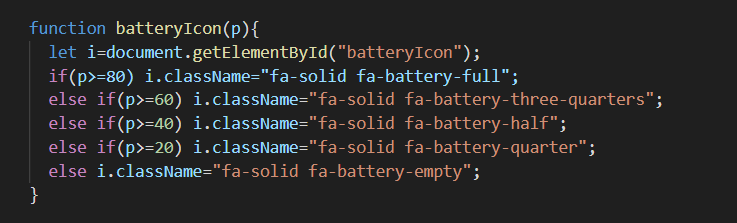 function batteryIcon(p){
let i=document.getElementById("batteryIcon");
if(p>=80) i.className="fa-solid fa-battery-full";
else if(p>=60) i.className="fa-solid fa-battery-three-quarters";
else if(p>=40) i.className="fa-solid fa-battery-half";
else if(p>=20) i.className="fa-solid fa-battery-quarter";
else i.className="fa-solid fa-battery-empty";
}